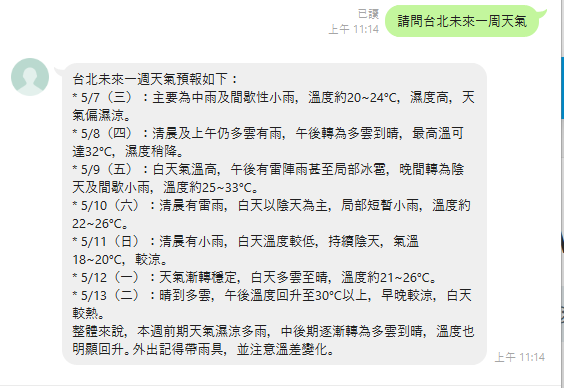 已讀
上午 11:14
請問台北未來一周天氣
台北未來一週天氣預報如下：
* 5/7（三）：主要為中雨及間歇性小雨，溫度約20~24°C，濕度高，天
氣偏濕涼。
* 5/8（四）：清晨及上午仍多雲有雨，午後轉為多雲到晴，最高溫可
達32°C，濕度稍降。
* 5/9（五）：白天氣溫高，午後有雷陣雨甚至局部冰雹，晚間轉為陰
天及間歇小雨，溫度約25~33°C。
* 5/10（六）：清晨有雷雨，白天以陰天為主，局部短暫小雨，溫度約
22~26°C。
* 5/11（日）：清晨有小雨，白天溫度較低，持續陰天，氣溫
18~20°C，較涼。
* 5/12（一）：天氣漸轉穩定，白天多雲至晴，溫度約21~26°C。
* 5/13（二）：晴到多雲，午後溫度回升至30°C以上，早晚較涼，白天
較熱。
整體來說，本週前期天氣濕涼多雨，中後期逐漸轉為多雲到晴，溫度也
明顯回升。外出記得帶雨具，並注意溫差變化。
上午 11:14